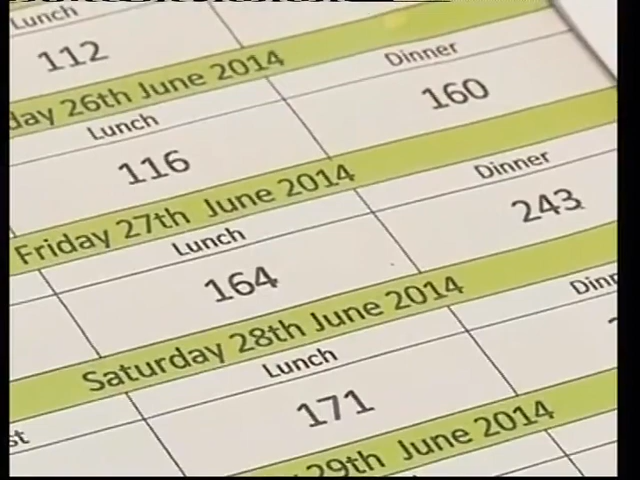 Lunch
112
day 26th June 2014
Lunch Dinner
116 160
Friday 27th June 2014
Lunch Dinner
164 243
Saturday 28th June 2014
Lunch
171
29th June 2014